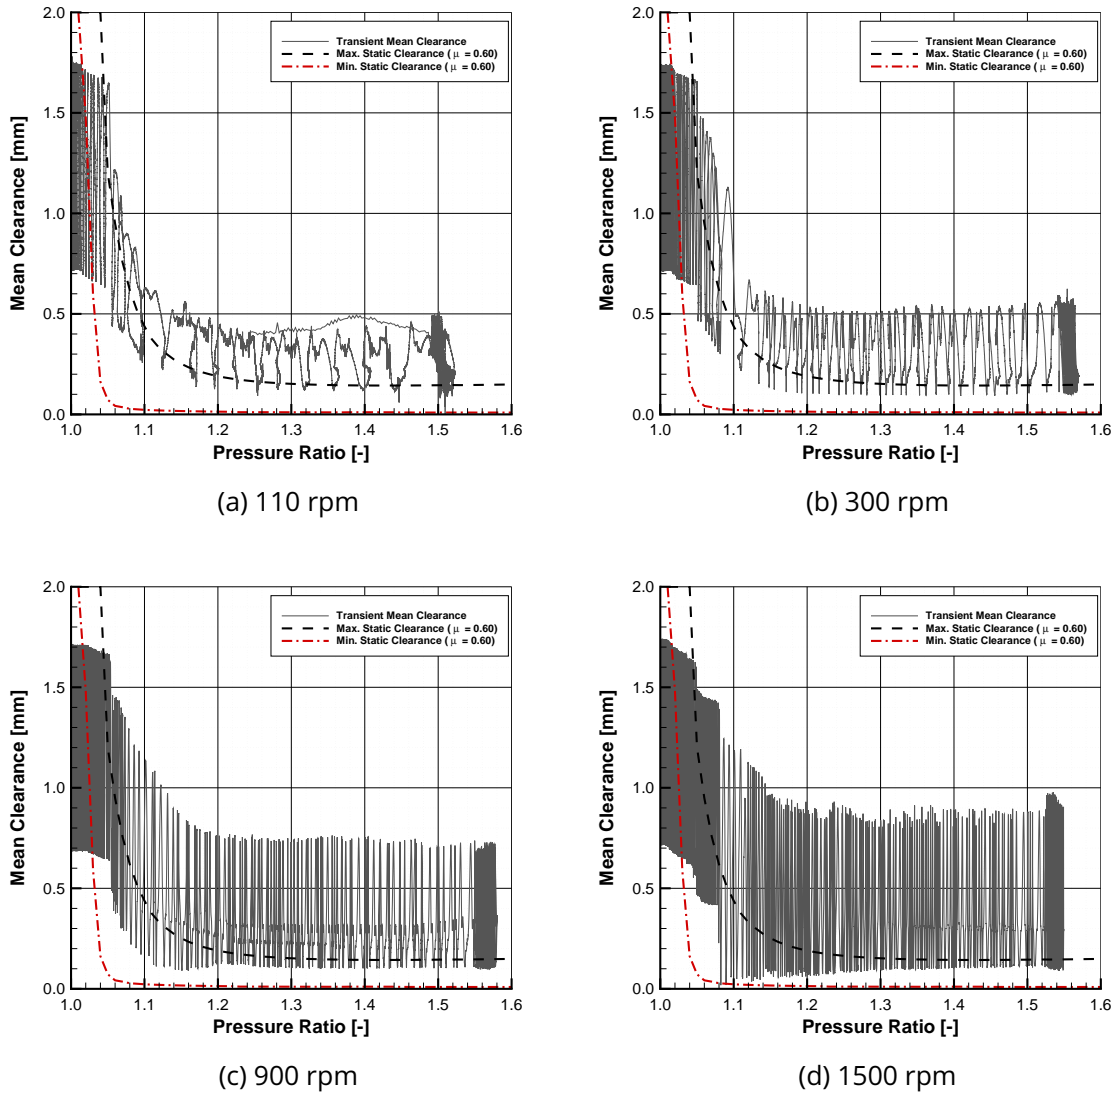 2.0
1.5
1.0
0.5
0.0
Mean Clearance [mm]
Transient Mean Clearance
Max. Static Clearance ( μ = 0.60)
Min. Static Clearance ( μ = 0.60)
1.0 1.1 1.2 1.3 1.4 1.5 1.6
Pressure Ratio [-]
(a) 110 rpm
2.0
1.5
1.0
0.5
0.0
Mean Clearance [mm]
Transient Mean Clearance
Max. Static Clearance ( μ = 0.60)
Min. Static Clearance ( μ = 0.60)
1.0 1.1 1.2 1.3 1.4 1.5 1.6
Pressure Ratio [-]
(b) 300 rpm
2.0
1.5
1.0
0.5
0.0
Mean Clearance [mm]
Transient Mean Clearance
Max. Static Clearance ( μ = 0.60)
Min. Static Clearance ( μ = 0.60)
1.0 1.1 1.2 1.3 1.4 1.5 1.6
Pressure Ratio [-]
(c) 900 rpm
2.0
1.5
1.0
0.5
0.0
Mean Clearance [mm]
Transient Mean Clearance
Max. Static Clearance ( μ = 0.60)
Min. Static Clearance ( μ = 0.60)
1.0 1.1 1.2 1.3 1.4 1.5 1.6
Pressure Ratio [-]
(d) 1500 rpm